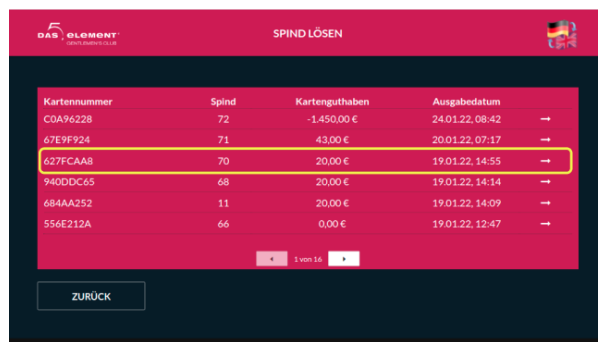 5
DAS ELEMENT
GENTLEMEN'S CLUB
SPIND LÖSEN
Kartennummer Spind Kartenguthaben Ausgabedatum
C0A96228 72 -1.450,00 € 24.01.22, 08:42 →
67E9F924 71 43,00 € 20.01.22, 07:17 →
627FCAA8 70 20,00 € 19.01.22, 14:55 →
940DDC65 68 20,00 € 19.01.22, 14:14 →
684AA252 11 20,00 € 19.01.22, 14:09 →
556E212A 66 0,00 € 19.01.22, 12:47 →
1 von 16
ZURÜCK